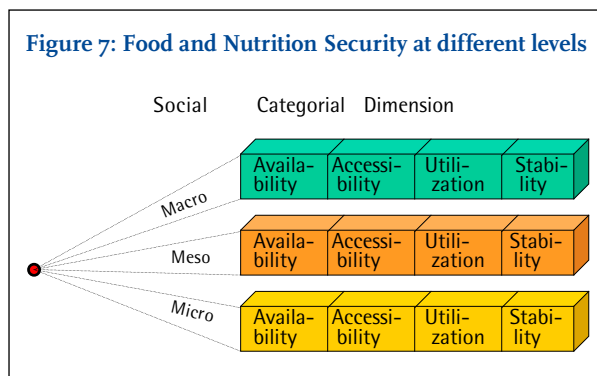 Figure 7: Food and Nutrition Security at different levels
Social Categorial Dimension
Macro
Availa-
bility
Accessi-
bility
Utili-
zation
Stabi-
lity
Meso
Availa-
bility
Accessi-
bility
Utili-
zation
Stabi-
lity
Micro
Availa-
bility
Accessi-
bility
Utili-
zation
Stabi-
lity